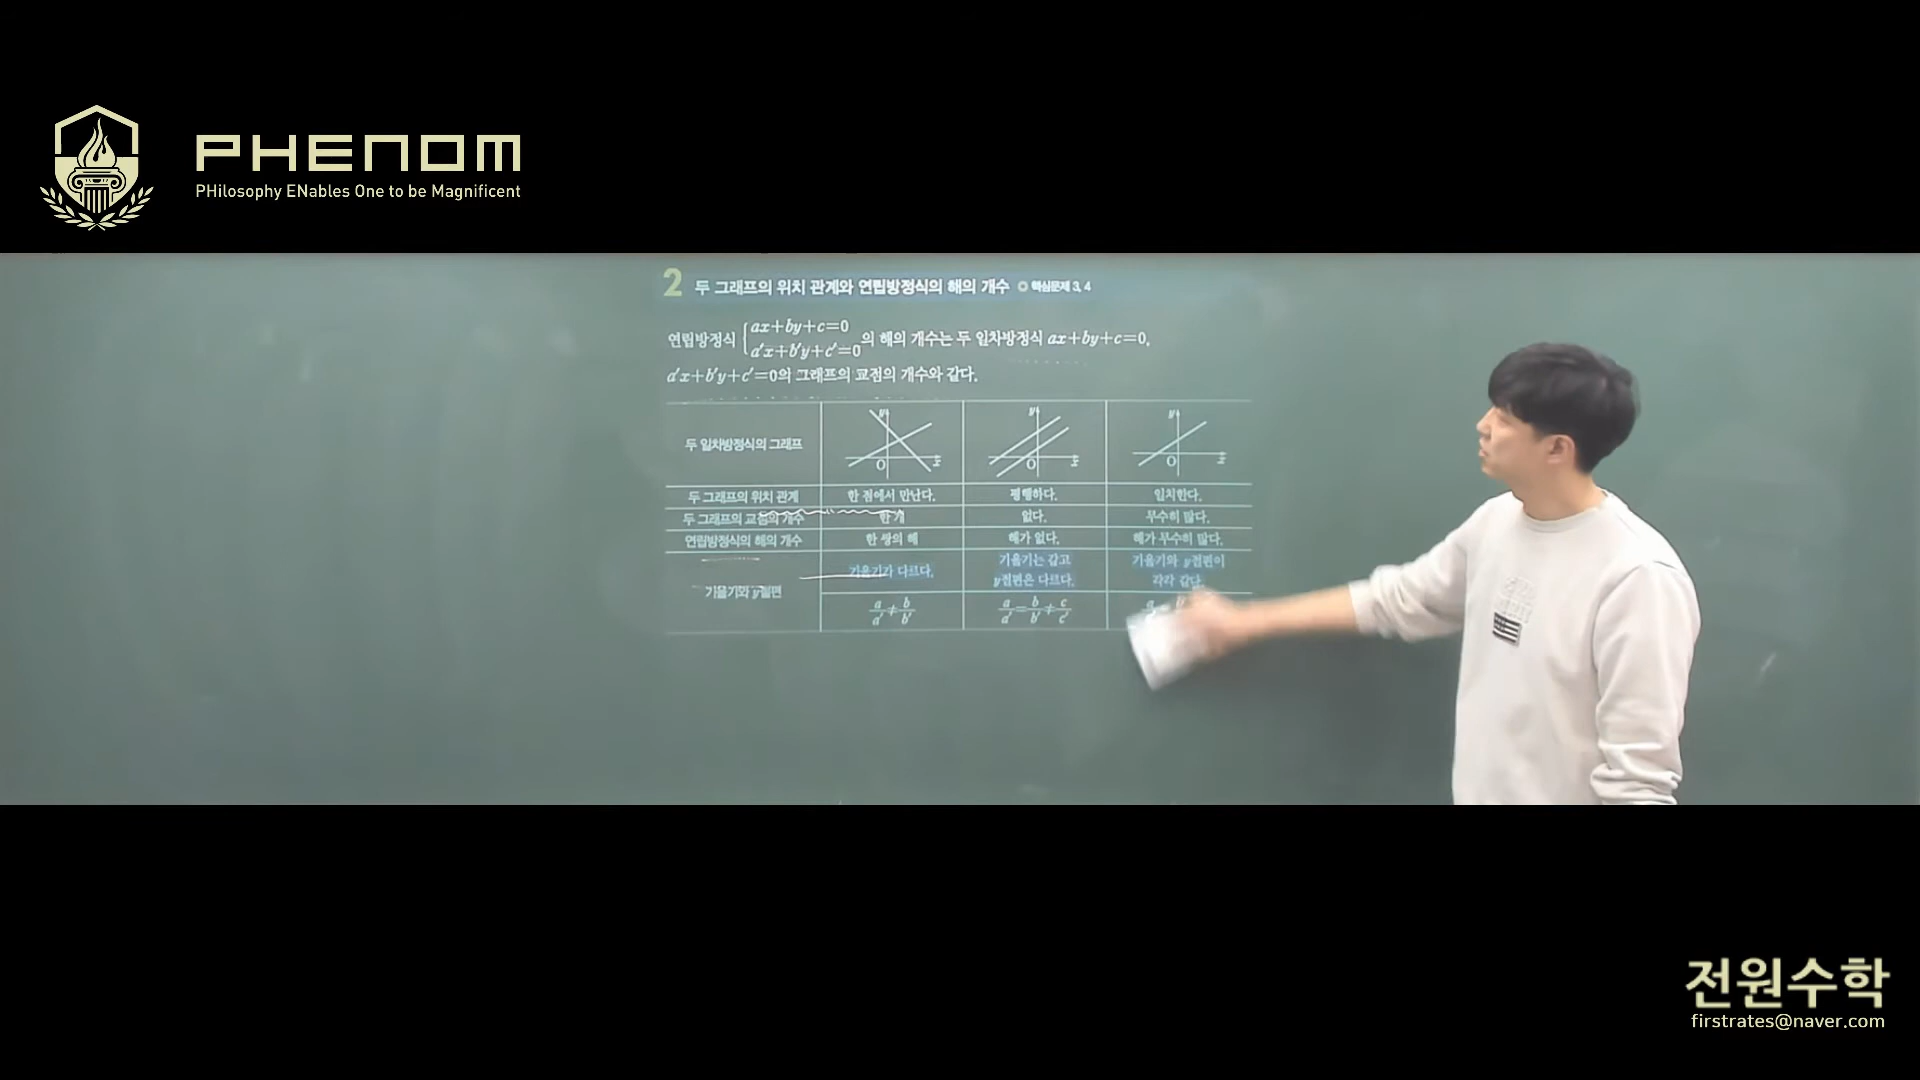 PHENOM
PHilosophy ENables One to be Magnificent
2 두 그래프의 위치 관계와 연립방정식의 해의 개수 핵심문제 3, 4
연립방정식 { ax+by+c=0
a′x+b′y+c′=0 의 해의 개수는 두 일차방정식 ax+by+c=0,
a′x+b′y+c′=0의 그래프의 교점의 개수와 같다.
두 일차방정식의 그래프 y O x y O x y O x
두 그래프의 위치 관계 한 점에서 만난다. 평행하다. 일치한다.
두 그래프의 교점의 개수 한 개 없다. 무수히 많다.
연립방정식의 해의 개수 한 쌍의 해 해가 없다. 해가 무수히 많다.
기울기와 y절편 기울기가 다르다. 기울기는 같고 기울기와 y절편이
y절편은 다르다. 각각 같다.
a/a′≠b/b′ a/a′=b/b′≠c/c′ a b
전원수학
firstrates@naver.com